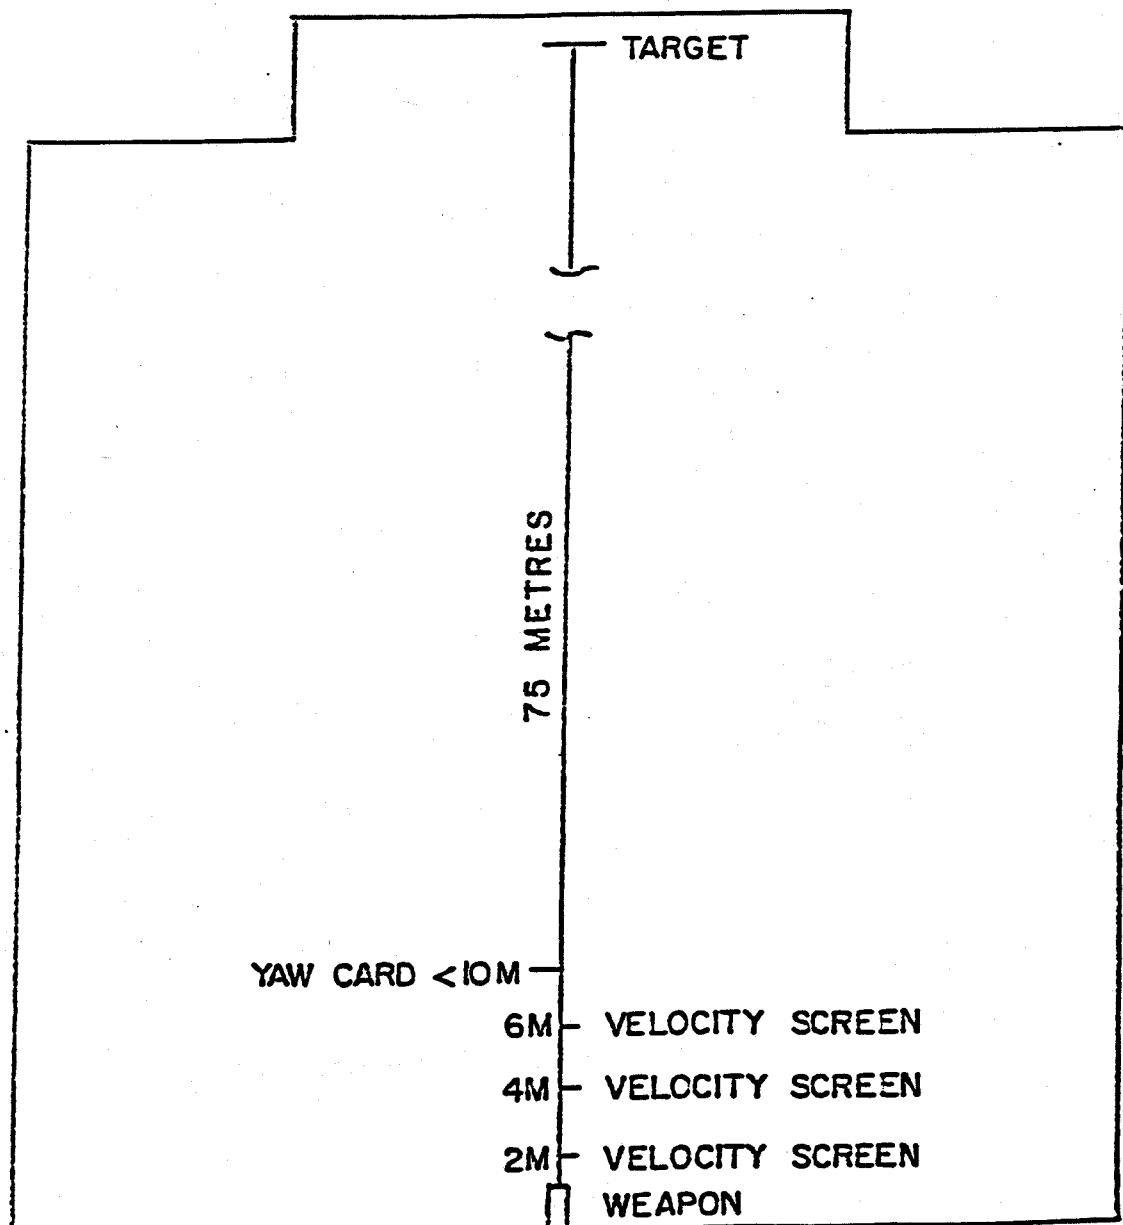 TARGET
75 METRES
YAW CARD <10M
6M VELOCITY SCREEN
4M VELOCITY SCREEN
2M VELOCITY SCREEN
WEAPON